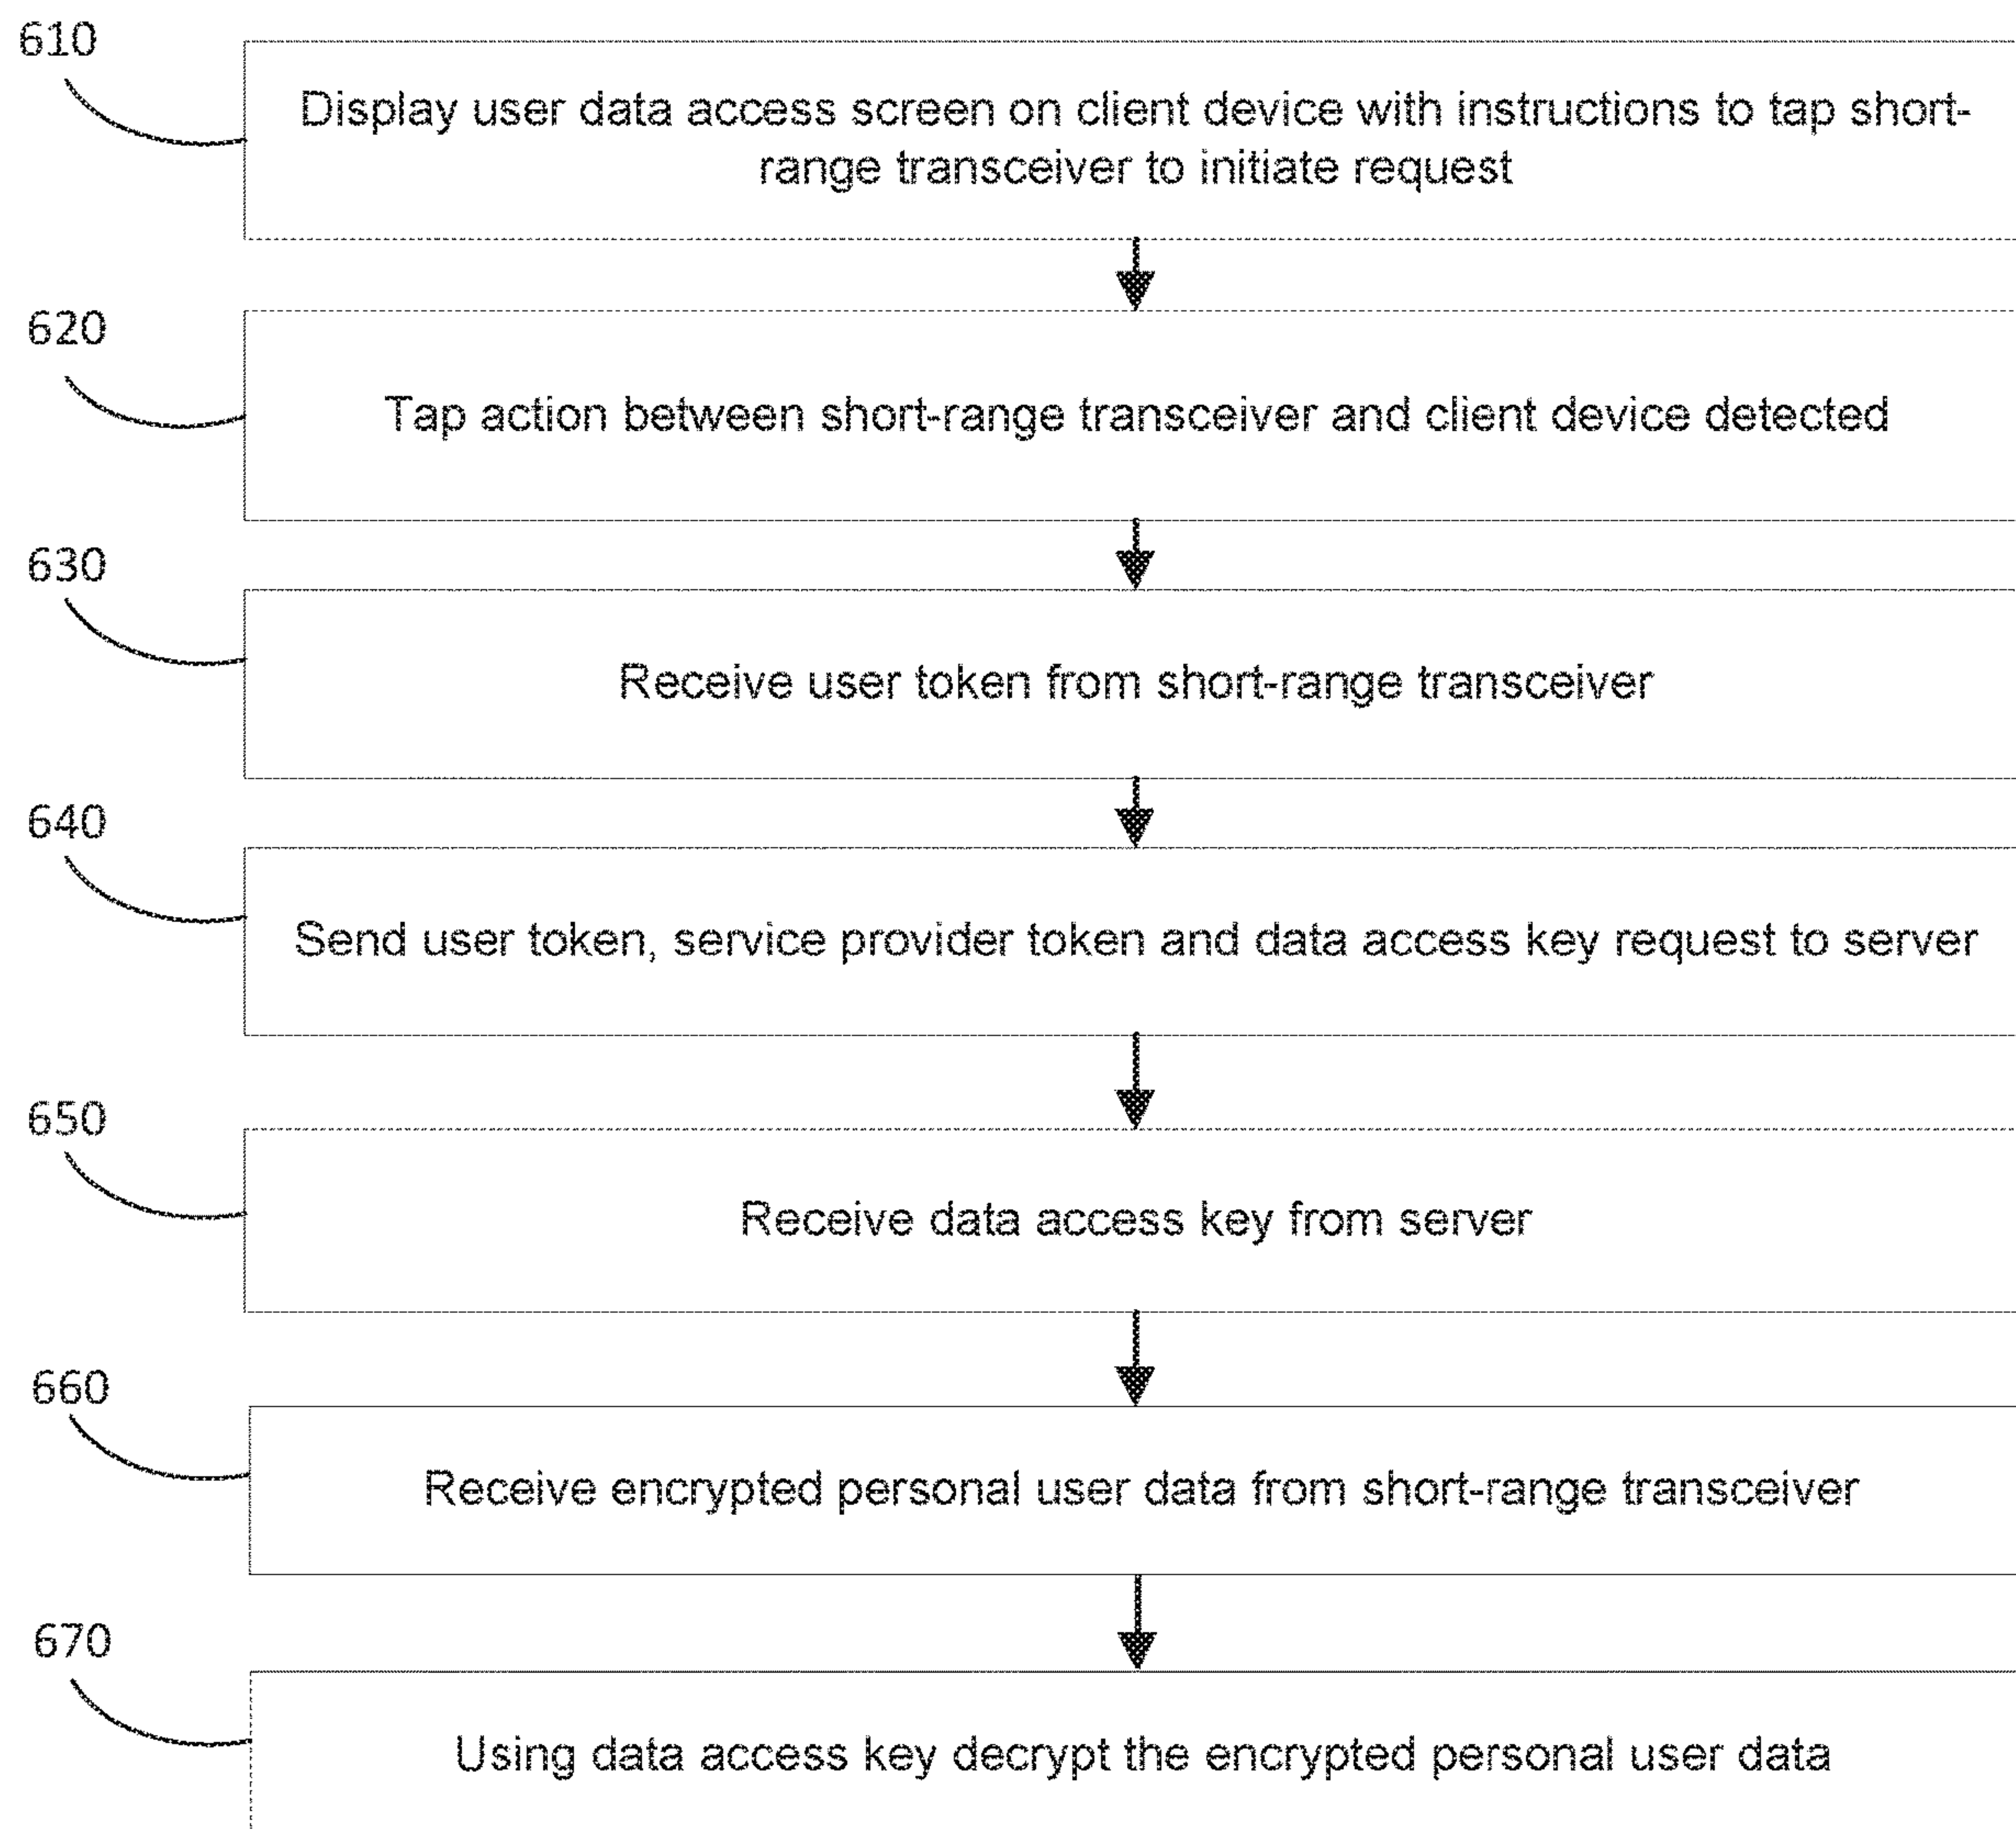 610
Display user data access screen on client device with instructions to tap short-
range transceiver to initiate request
620
Tap action between short-range transceiver and client device detected
630
Receive user token from short-range transceiver
640
Send user token, service provider token and data access key request to server
650
Receive data access key from server
660
Receive encrypted personal user data from short-range transceiver
670
Using data access key decrypt the encrypted personal user data